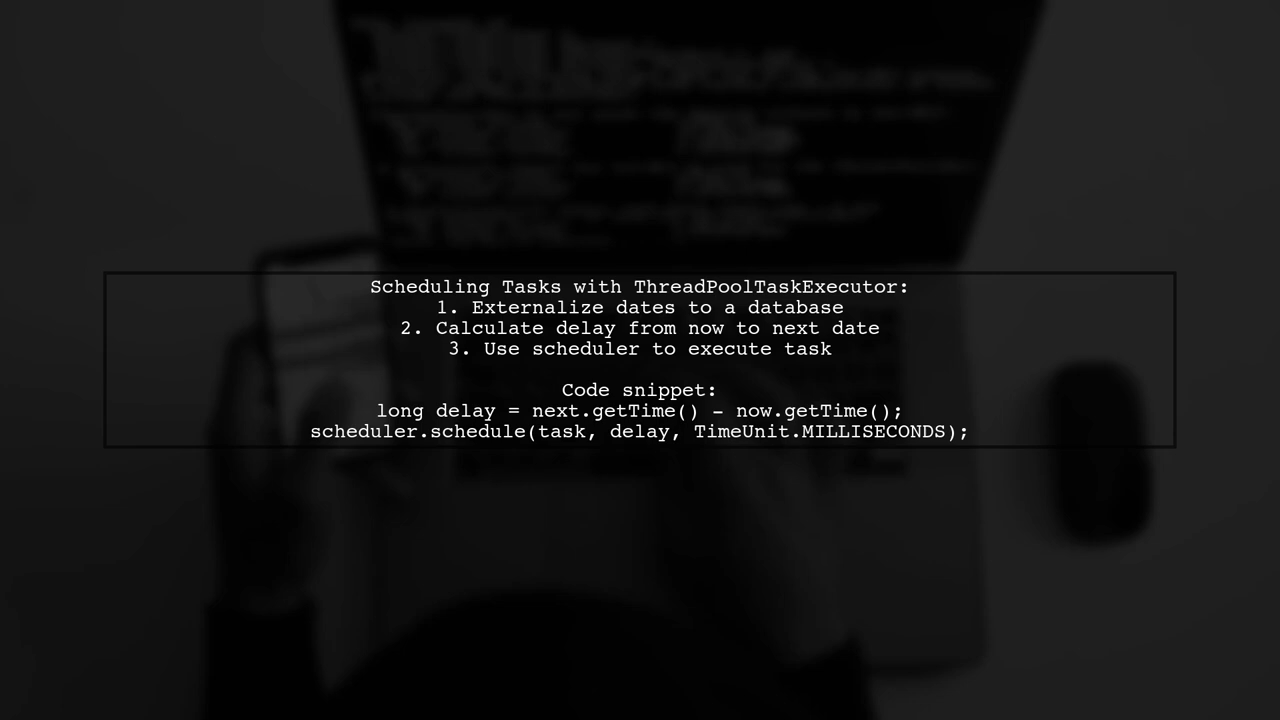 Scheduling Tasks with ThreadPoolTaskExecutor:
1. Externalize dates to a database
2. Calculate delay from now to next date
3. Use scheduler to execute task
Code snippet:
long delay = next.getTime() - now.getTime();
scheduler.schedule(task, delay, TimeUnit.MILLISECONDS);